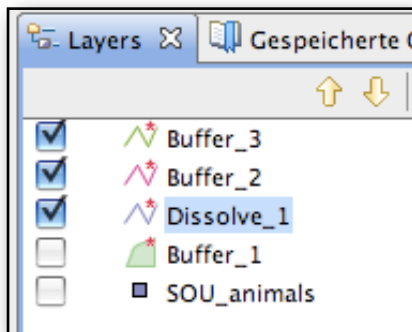 Layers Gespeicherte
Buffer_3
Buffer_2
Dissolve_1
Buffer_1
SOU_animals